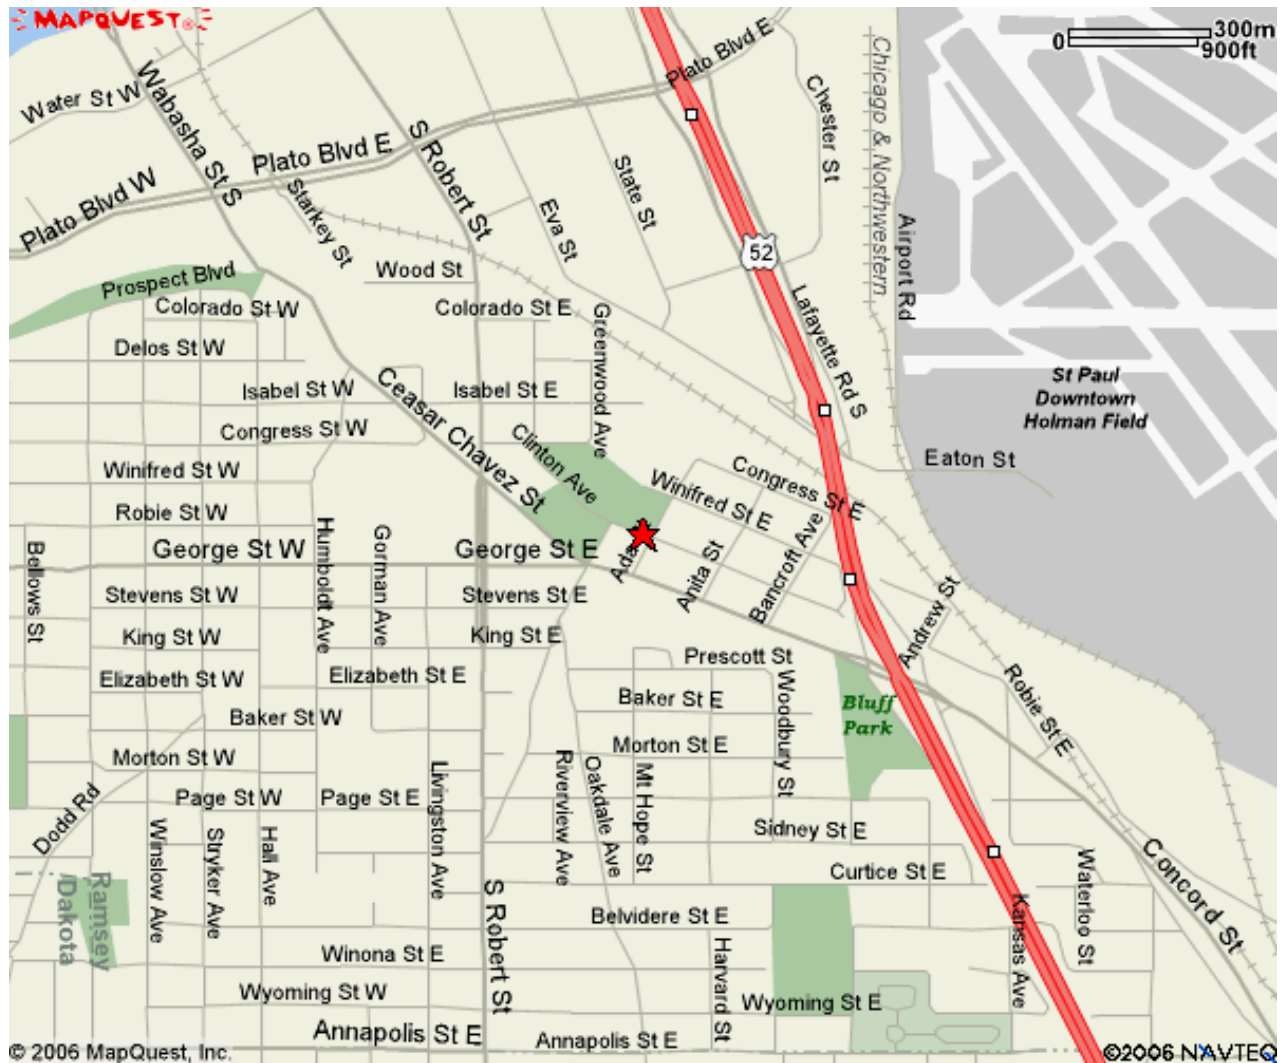 MAPQUEST
300m
0
900ft
Plato Blvd E
Water St W
Wabasha St S
Chester St
Chicago & Northwestern
S Robert St
Plato Blvd E
State St
Plato Blvd W
Starkey St
Eva St
Airport Rd
52
Wood St
Prospect Blvd
Colorado St W
Colorado St E
Greenwood Ave
Lafayette Rd S
Delos St W
St Paul
Downtown
Holman Field
Isabel St W
Ceasar Chavez St
Isabel St E
Congress St W
Clinton Ave
Winifred St W
Winifred St E
Congress St E
Eaton St
Robie St W
George St W
Humboldt Ave
Gorman Ave
George St E
Ada
Anita St
Bancroft Ave
Bellows St
Stevens St W
Stevens St E
Andrew St
King St W
King St E
Prescott St
Elizabeth St W
Elizabeth St E
Woodbury St
Robie St E
Baker St W
Baker St E
Bluff
Park
Morton St W
Morton St E
Page St W
Page St E
Livingston Ave
Riverview Ave
Oakdale Ave
Mt Hope St
Dodd Rd
Winslow Ave
Stryker Ave
Hall Ave
Sidney St E
Curtice St E
Waterloo St
Concord St
Ramsey
Dakota
S Robert St
Belvidere St E
Kansas Ave
Winona St E
Harvard St
Wyoming St W
Wyoming St E
Annapolis St E
Annapolis St E
© 2006 MapQuest, Inc.
©2006 NAVTEQ